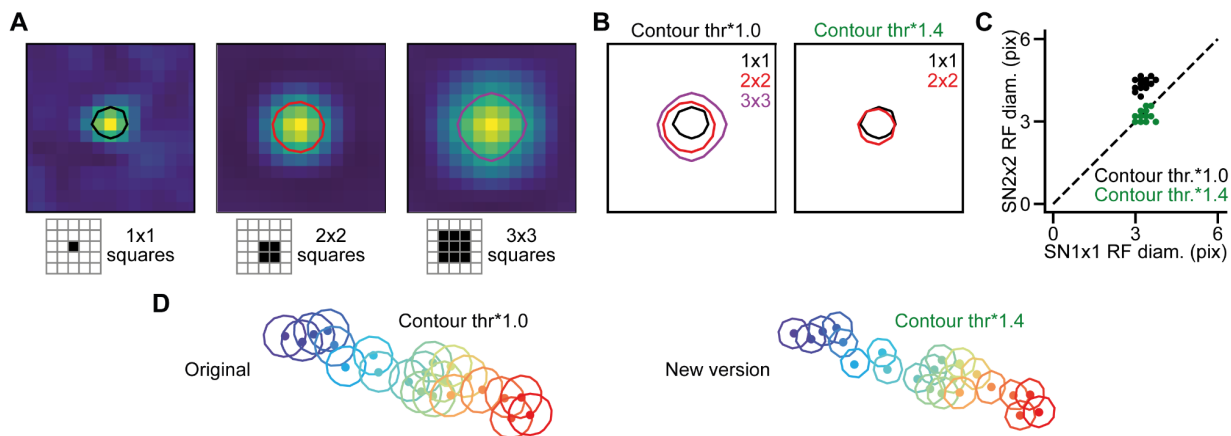 A
1x1
squares
2x2
squares
3x3
squares
B
Contour thr*1.0
1x1
2x2
3x3
Contour thr*1.4
1x1
2x2
C
SN2x2 RF diam. (pix)
6
3
0
Contour thr.*1.0
Contour thr.*1.4
0 3 6
SN1x1 RF diam. (pix)
D
Original
Contour thr*1.0
New version
Contour thr*1.4